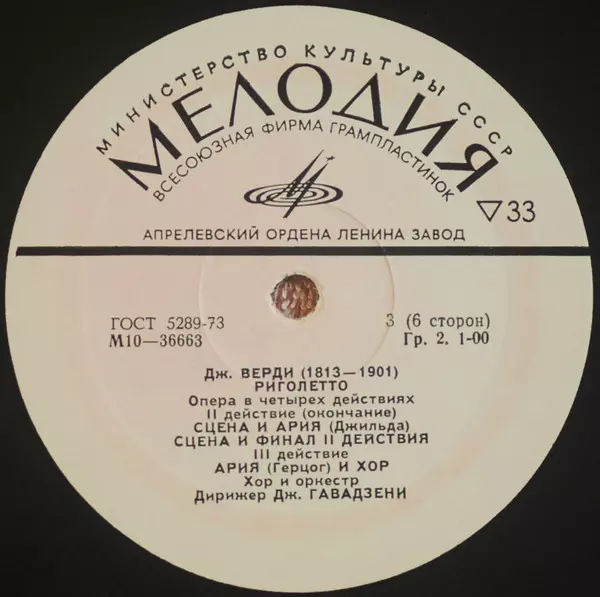 МИНИСТЕРСТВО КУЛЬТУРЫ СССР
МЕЛОДИЯ
ВСЕСОЮЗНАЯ ФИРМА ГРАМПЛАСТИНОК
▽33
АПРЕЛЕВСКИЙ ОРДЕНА ЛЕНИНА ЗАВОД
ГОСТ 5289-73
М10—36663
3 (6 сторон)
Гр. 2. 1-00
Дж. ВЕРДИ (1813—1901)
РИГОЛЕТТО
Опера в четырех действиях
II действие (окончание)
СЦЕНА И АРИЯ (Джильда)
СЦЕНА И ФИНАЛ II ДЕЙСТВИЯ
III действие
АРИЯ (Герцог) И ХОР
Хор и оркестр
Дирижер Дж. ГАВАДЗЕНИ